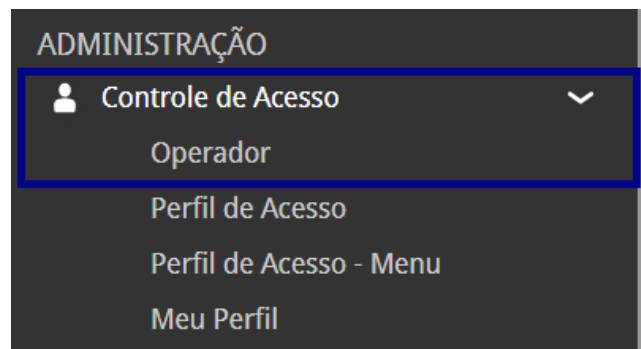 ADMINISTRAÇÃO
Controle de Acesso
Operador
Perfil de Acesso
Perfil de Acesso - Menu
Meu Perfil